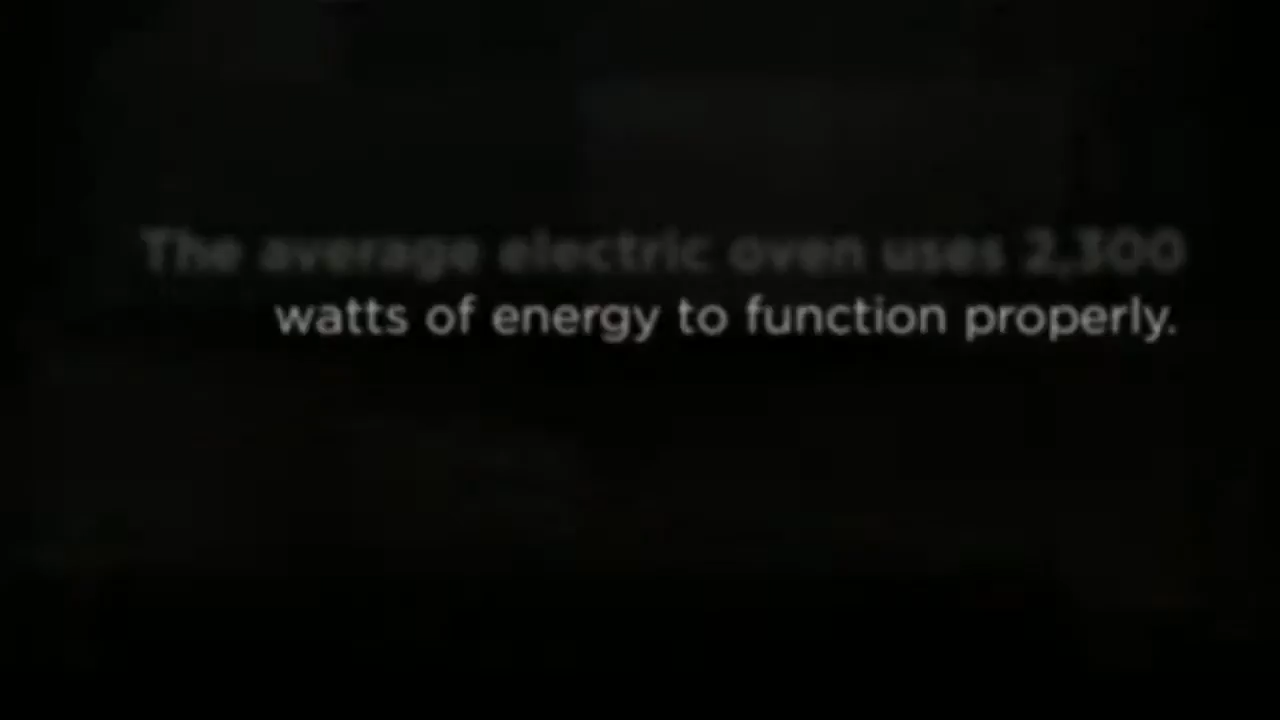 The average electric oven uses 2,300
watts of energy to function properly.